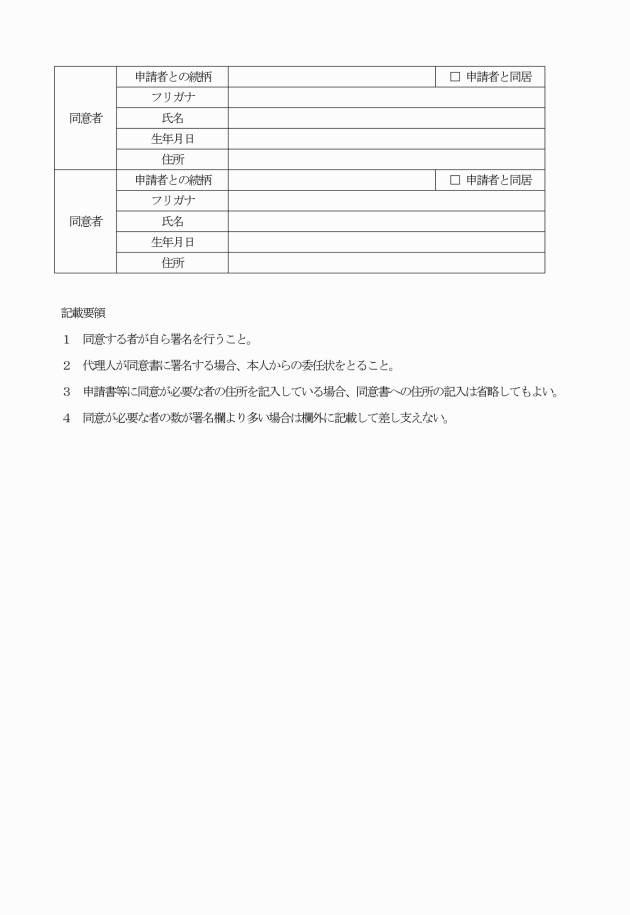 申請者との続柄 □ 申請者と同居
フリガナ
同意者 氏名
生年月日
住所
申請者との続柄 □ 申請者と同居
フリガナ
同意者 氏名
生年月日
住所
記載要領
１ 同意する者が自ら署名を行うこと。
２ 代理人が同意書に署名する場合、本人からの委任状をとること。
３ 申請書等に同意が必要な者の住所を記入している場合、同意書への住所の記入は省略してもよい。
４ 同意が必要な者の数が署名欄より多い場合は欄外に記載して差し支えない。